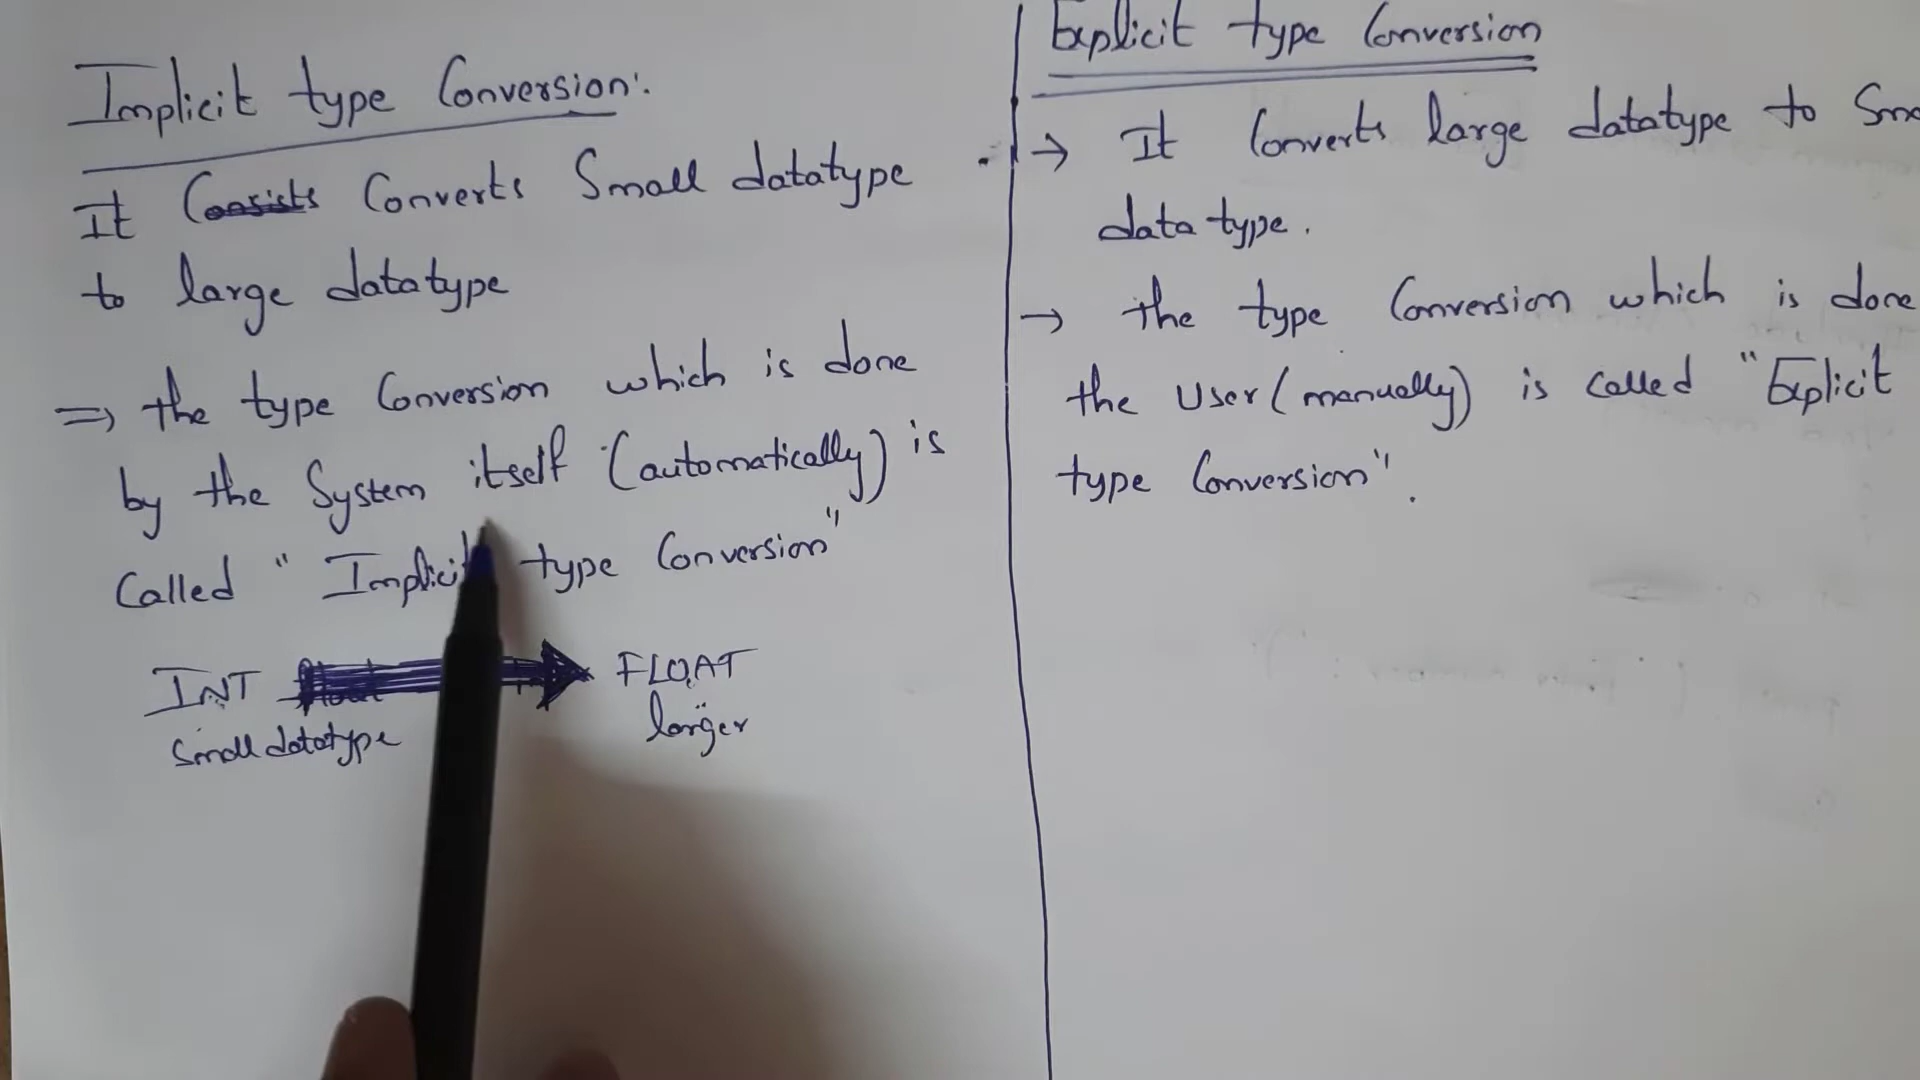 Implicit type Conversion:
It Converts Small datatype
to large datatype
=> the type Conversion which is done
by the System itself (automatically) is
Called "Implicit type Conversion"
INT FLOAT
Small datatype larger
Explicit type Conversion
→ It Converts large datatype to
data type.
→ the type Conversion which is done
the User (manually) is Called "Explicit
type Conversion".